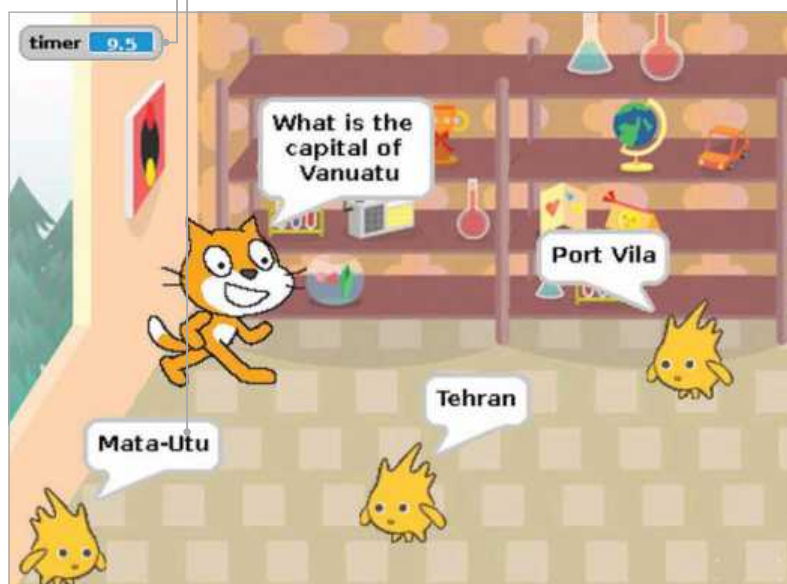 timer 9.5
What is the
capital of
Vanuatu
Port Vila
Tehran
Mata-Utu